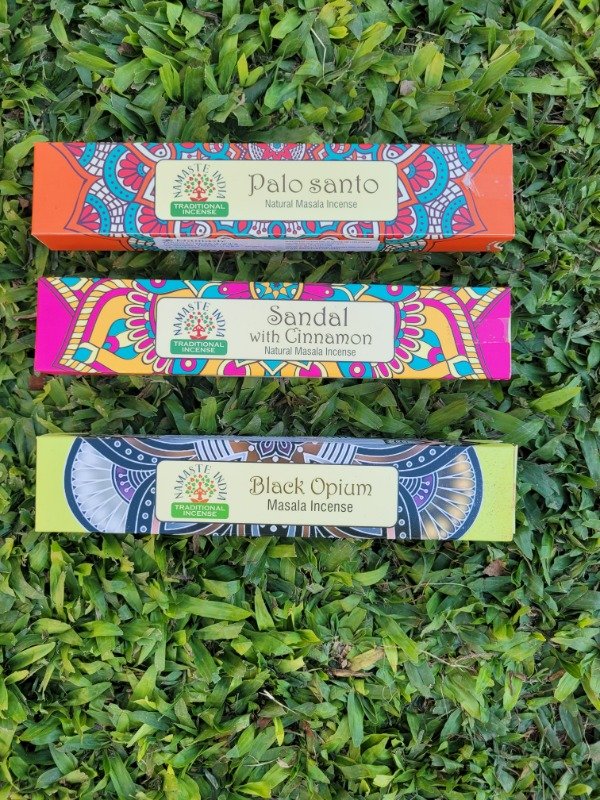 NAMASTE INDIA
TRADITIONAL
INCENSE
Palo santo
Natural Masala Incense
NAMASTE INDIA
TRADITIONAL
INCENSE
Sandal
with Cinnamon
Natural Masala Incense
NAMASTE INDIA
TRADITIONAL
INCENSE
Black Opium
Masala Incense